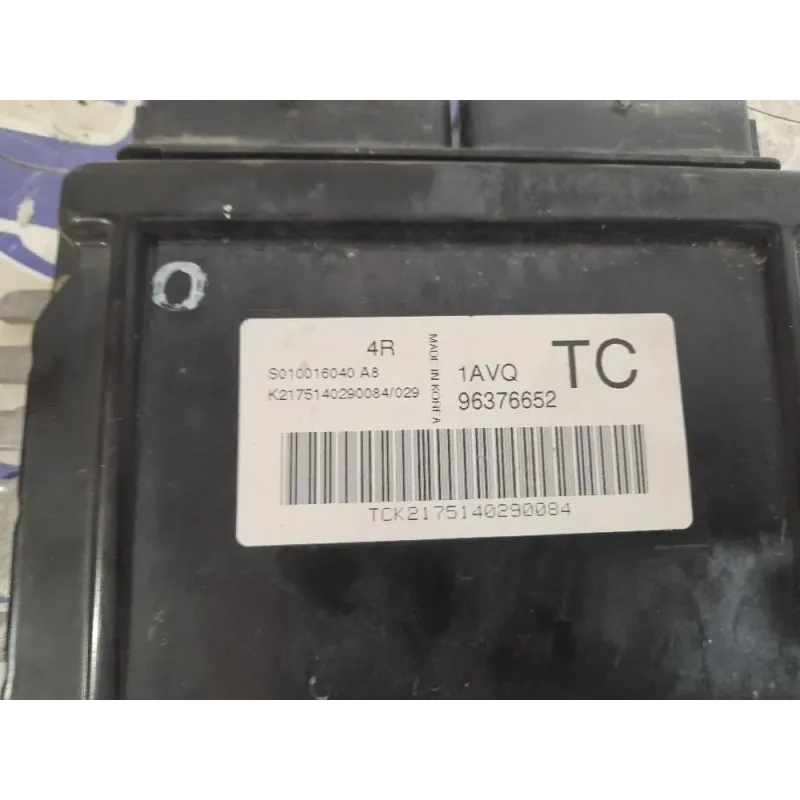 4R
S010016040 A8
K2175140290084/029
MADE IN KOREA
1AVQ
TC
96376652
TCK2175140290084